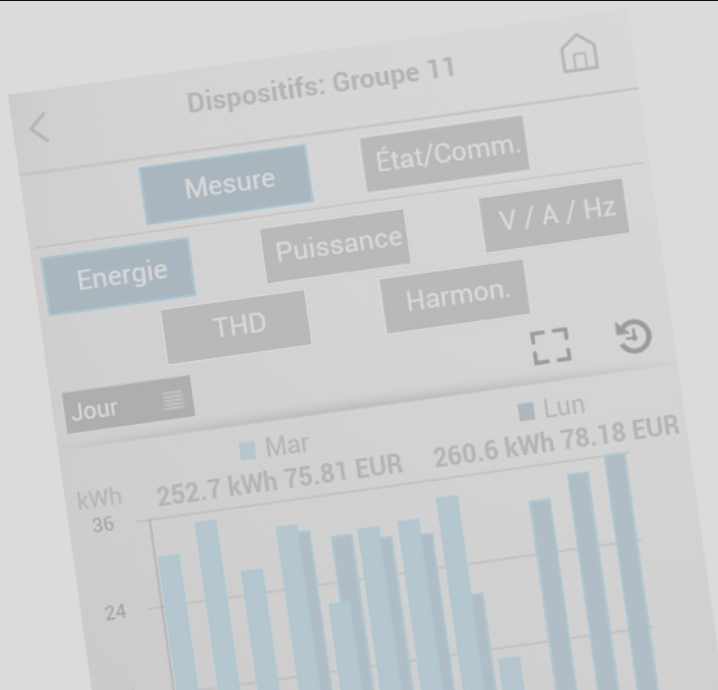 Dispositifs: Groupe 11
Mesure État/Comm.
Energie Puissance V / A / Hz
THD Harmon.
Jour
Mar Lun
kWh 252.7 kWh 75.81 EUR 260.6 kWh 78.18 EUR
36
24